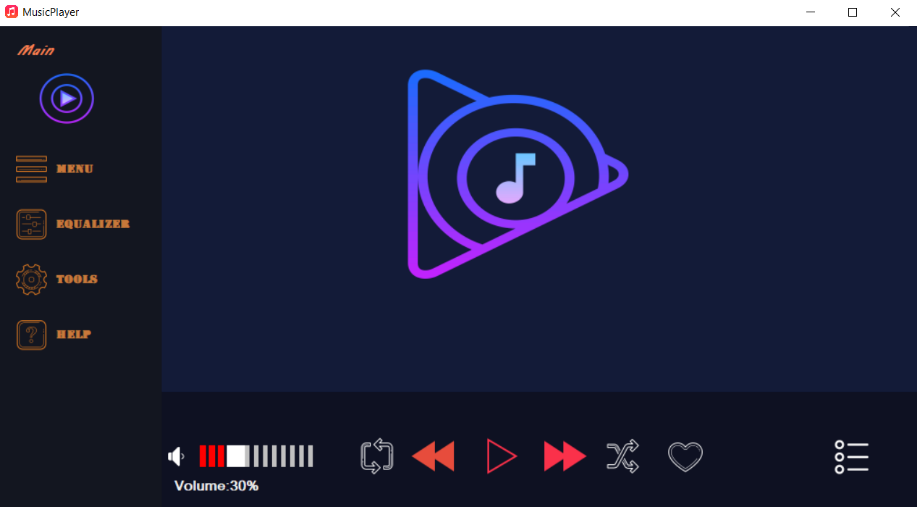 MusicPlayer
Main
MENU
EQUALIZER
TOOLS
HELP
Volume:30%